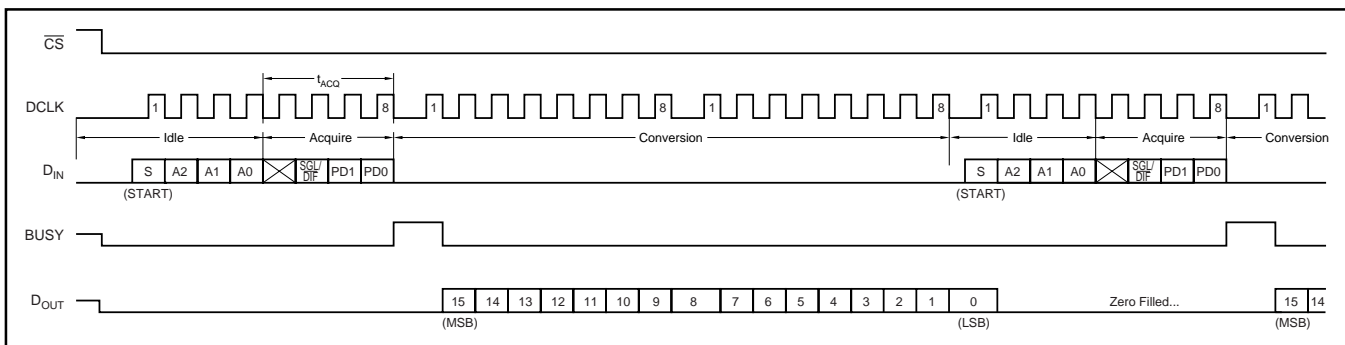 CS
tACQ
DCLK 1 8 1 8 1 8 1 8 1
Idle Acquire Conversion Idle Acquire Conversion
DIN S A2 A1 A0 SGL/DIF PD1 PD0 S A2 A1 A0 SGL/DIF PD1 PD0
(START) (START)
BUSY
DOUT 15 14 13 12 11 10 9 8 7 6 5 4 3 2 1 0 Zero Filled... 15 14
(MSB) (LSB) (MSB)